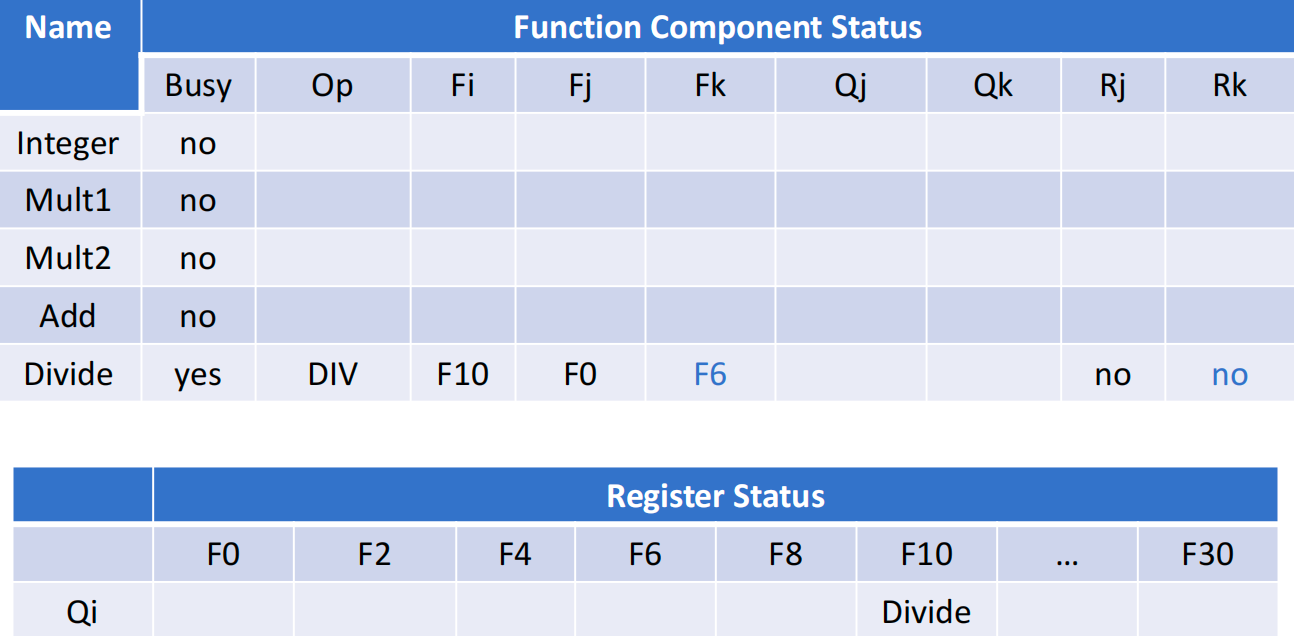 Name Function Component Status
Busy Op Fi Fj Fk Qj Qk Rj Rk
Integer no
Mult1 no
Mult2 no
Add no
Divide yes DIV F10 F0 F6 no no
Register Status
F0 F2 F4 F6 F8 F10 ... F30
Qi Divide